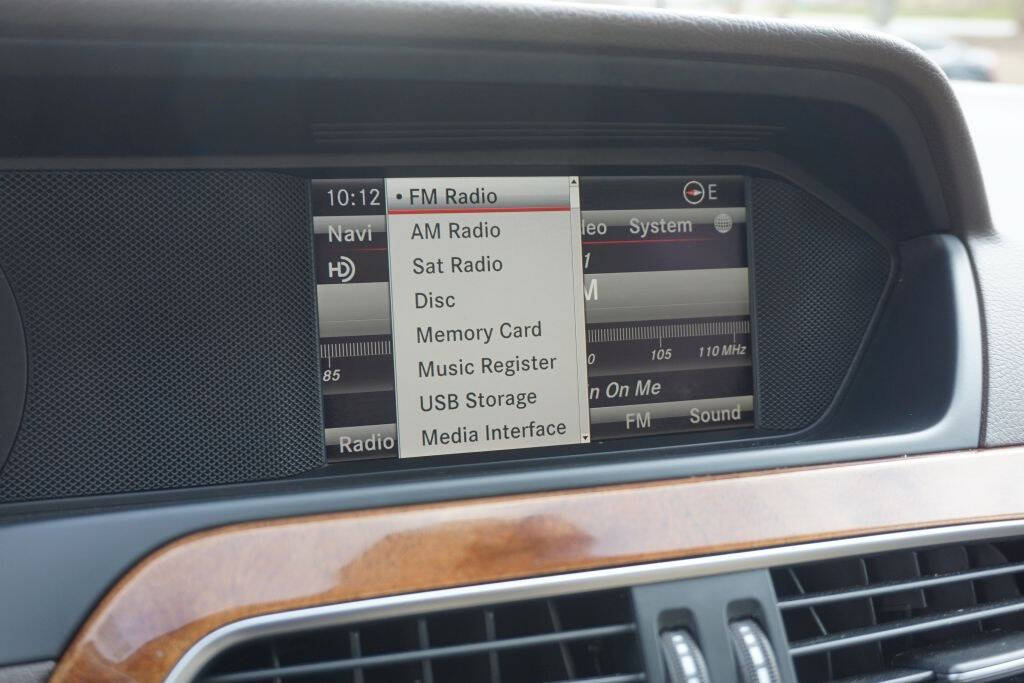 10:12
E
Navi
System
HD
85
105
110 MHz
On Me
Radio
FM
Sound
• FM Radio
AM Radio
Sat Radio
Disc
Memory Card
Music Register
USB Storage
Media Interface